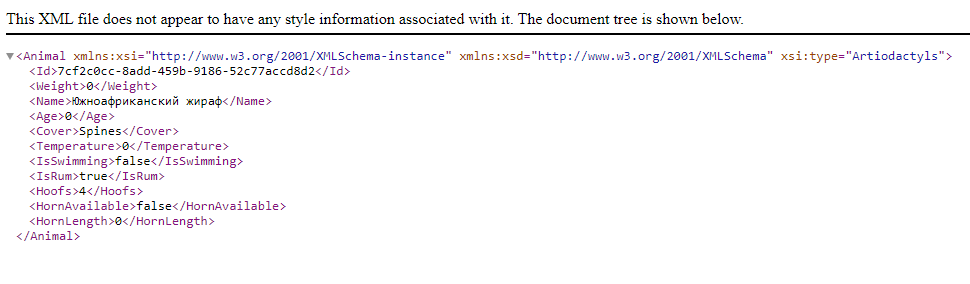 This XML file does not appear to have any style information associated with it. The document tree is shown below.
▼<Animal xmlns:xsi="http://www.w3.org/2001/XMLSchema-instance" xmlns:xsd="http://www.w3.org/2001/XMLSchema" xsi:type="Artiodactyls">
<Id>7cf2c0cc-8add-459b-9186-52c77accd8d2</Id>
<Weight>0</Weight>
<Name>Южноафриканский жираф</Name>
<Age>0</Age>
<Cover>Spines</Cover>
<Temperature>0</Temperature>
<IsSwimming>false</IsSwimming>
<IsRum>true</IsRum>
<Hoofs>4</Hoofs>
<HornAvailable>false</HornAvailable>
<HornLength>0</HornLength>
</Animal>